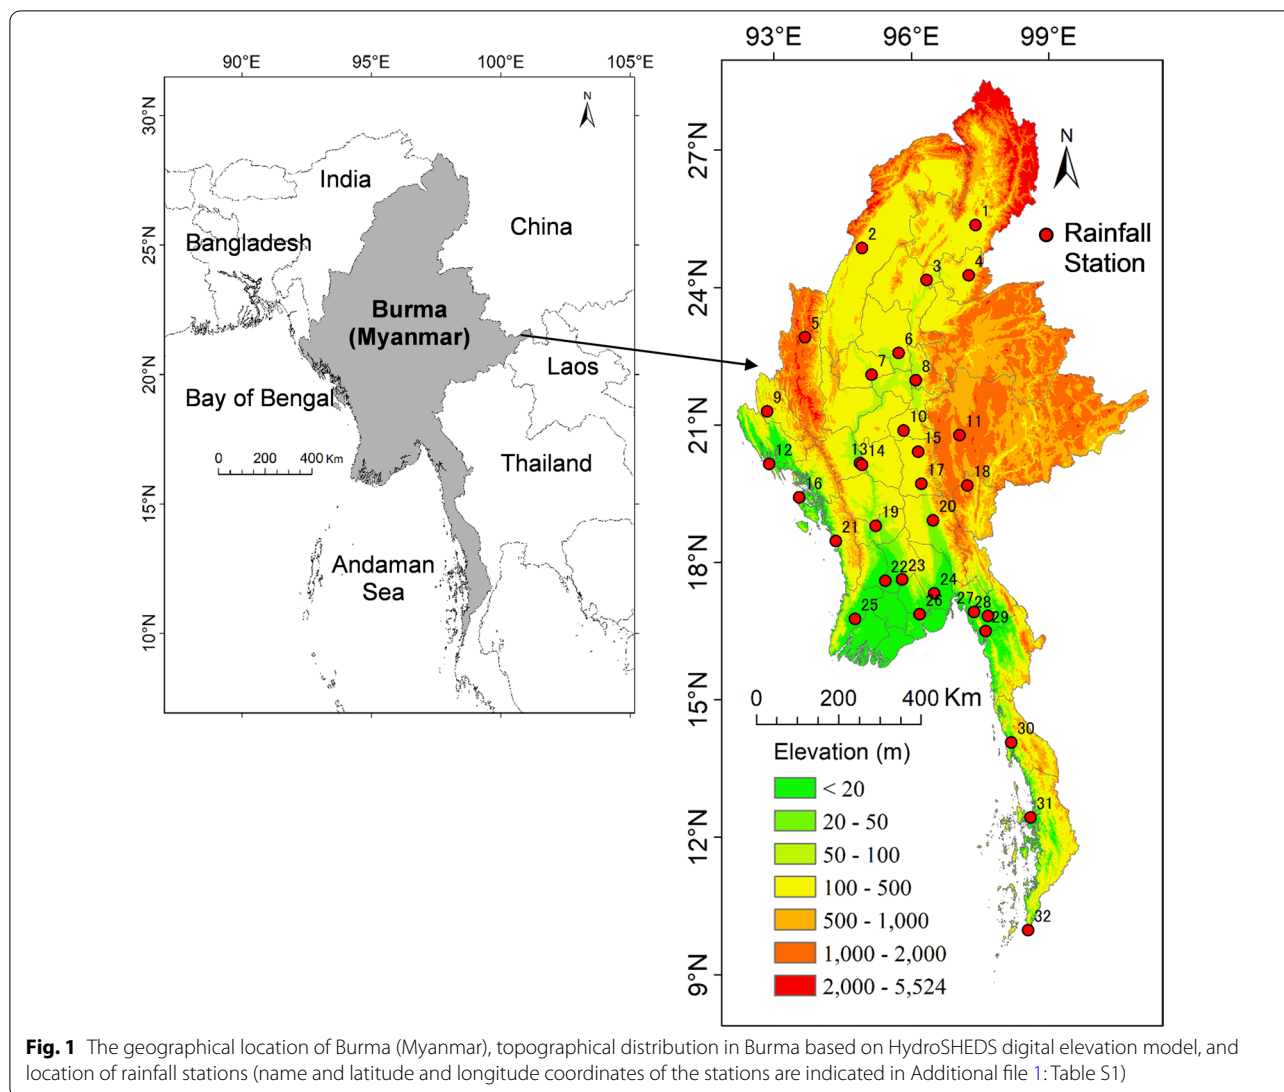 90°E 95°E 100°E 105°E
30°N
25°N
20°N
15°N
10°N
N
India
China
Bangladesh
Burma
(Myanmar)
Laos
Bay of Bengal
0 200 400 Km
Thailand
Andaman
Sea
93°E 96°E 99°E
27°N
24°N
21°N
18°N
15°N
12°N
9°N
N
Rainfall
Station
1
2
3
4
5
6
7
8
9
10
11
12
13
14
15
16
17
18
19
20
21
22
23
24
25
26
27
28
29
30
31
32
0 200 400 Km
Elevation (m)
< 20
20 - 50
50 - 100
100 - 500
500 - 1,000
1,000 - 2,000
2,000 - 5,524
Fig. 1 The geographical location of Burma (Myanmar), topographical distribution in Burma based on HydroSHEDS digital elevation model, and
location of rainfall stations (name and latitude and longitude coordinates of the stations are indicated in Additional file 1: Table S1)